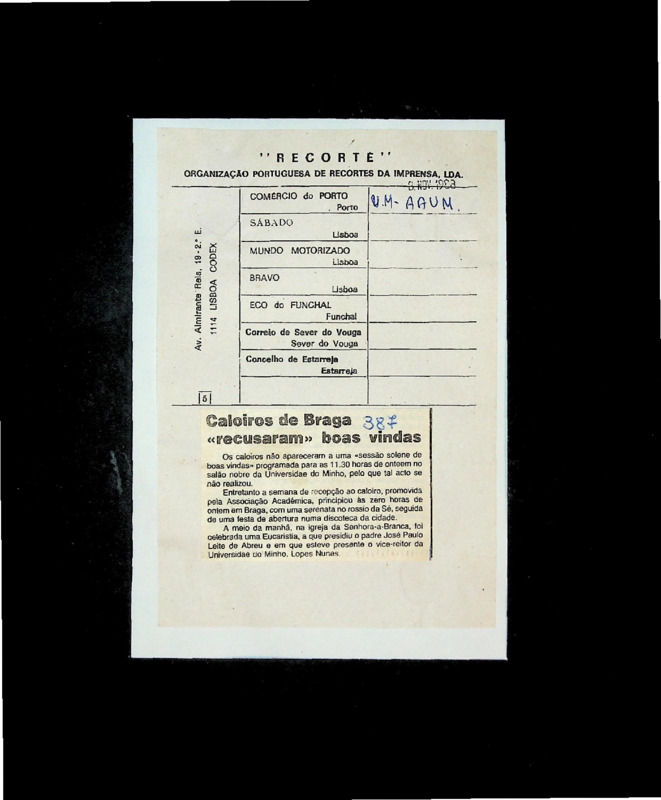 "RECORTE"
ORGANIZAÇÃO PORTUGUESA DE RECORTES DA IMPRENSA, LDA.
NOV. 1988
COMÉRCIO do PORTO
Porto
U.M- AAUM.
SÁBADO
Lisboa
MUNDO MOTORIZADO
Lisboa
BRAVO
Lisboa
ECO do FUNCHAL
Funchal
Correio de Sever do Vouga
Sever do Vouga
Concelho de Estarreja
Estarreja
Av. Almirante Reis, 19-2.º E.
1114 LISBOA CODEX
5
Caloiros de Braga 387
«recusaram» boas vindas
Os caloiros não apareceram a uma «sessão solene de
boas vindas» programada para as 11.30 horas de onteem no
salão nobre da Universidae do Minho, pelo que tal acto se
não realizou.
Entretanto a semana de recepção ao caloiro, promovida
pela Associação Académica, principiou às zero horas de
ontem em Braga, com uma serenata no rossio da Sé, seguida
de uma festa de abertura numa discoteca da cidade.
A meio da manhã, na igreja da Senhora-a-Branca, foi
celebrada uma Eucaristia, a que presidiu o padre José Paulo
Leite de Abreu e em que esteve presente o vice-reitor da
Universidae do Minho, Lopes Nunas.